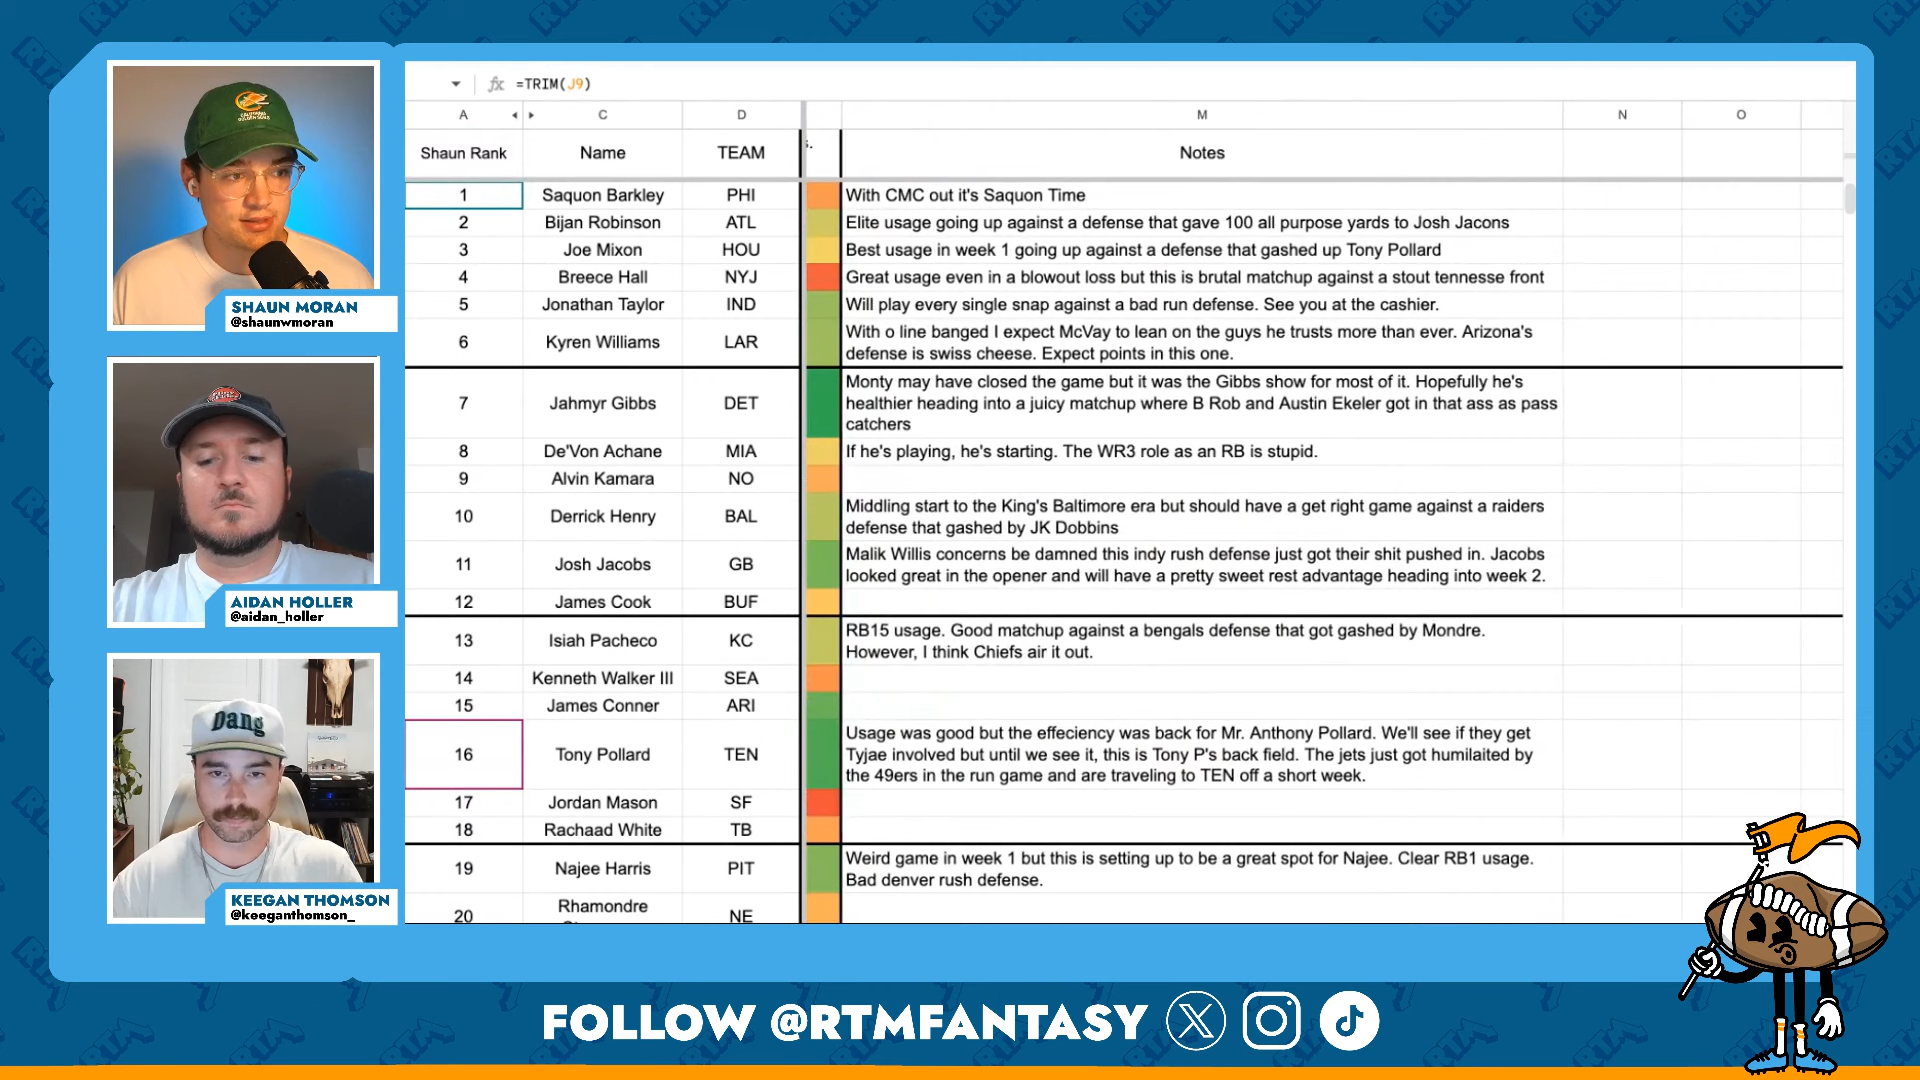 =TRIM(J9)
A C D M N O
Shaun Rank Name TEAM s. Notes
1 Saquon Barkley PHI With CMC out it's Saquon Time
2 Bijan Robinson ATL Elite usage going up against a defense that gave 100 all purpose yards to Josh Jacons
3 Joe Mixon HOU Best usage in week 1 going up against a defense that gashed up Tony Pollard
4 Breece Hall NYJ Great usage even in a blowout loss but this is brutal matchup against a stout tennesse front
5 Jonathan Taylor IND Will play every single snap against a bad run defense. See you at the cashier.
6 Kyren Williams LAR With o line banged I expect McVay to lean on the guys he trusts more than ever. Arizona's
defense is swiss cheese. Expect points in this one.
7 Jahmyr Gibbs DET Monty may have closed the game but it was the Gibbs show for most of it. Hopefully he's
healthier heading into a juicy matchup where B Rob and Austin Ekeler got in that ass as pass
catchers
8 De'Von Achane MIA If he's playing, he's starting. The WR3 role as an RB is stupid.
9 Alvin Kamara NO
10 Derrick Henry BAL Middling start to the King's Baltimore era but should have a get right game against a raiders
defense that gashed by JK Dobbins
11 Josh Jacobs GB Malik Willis concerns be damned this indy rush defense just got their shit pushed in. Jacobs
looked great in the opener and will have a pretty sweet rest advantage heading into week 2.
12 James Cook BUF
13 Isiah Pacheco KC RB15 usage. Good matchup against a bengals defense that got gashed by Mondre.
However, I think Chiefs air it out.
14 Kenneth Walker III SEA
15 James Conner ARI
16 Tony Pollard TEN Usage was good but the effeciency was back for Mr. Anthony Pollard. We'll see if they get
Tyjae involved but until we see it, this is Tony P's back field. The jets just got humilaited by
the 49ers in the run game and are traveling to TEN off a short week.
17 Jordan Mason SF
18 Rachaad White TB
19 Najee Harris PIT Weird game in week 1 but this is setting up to be a great spot for Najee. Clear RB1 usage.
Bad denver rush defense.
20 Rhamondre NE
SHAUN MORAN
@shaunwmoran
AIDAN HOLLER
@aidan_holler
Dang
KEEGAN THOMSON
@keeganthomson_
FOLLOW @RTMFANTASY